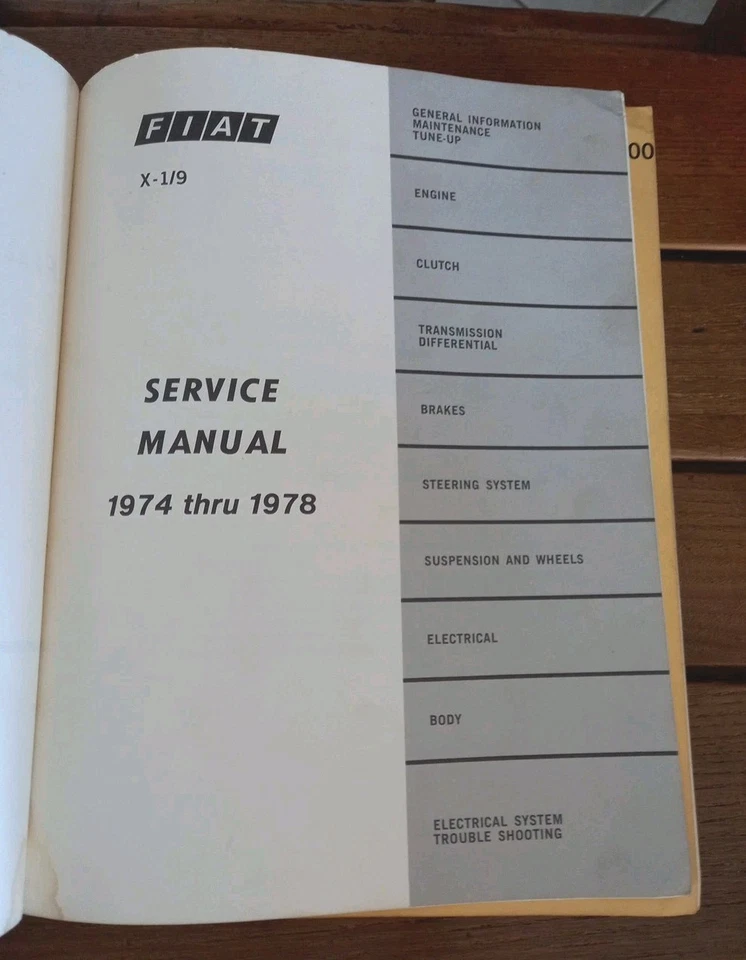 FIAT
X-1/9
SERVICE
MANUAL
1974 thru 1978
GENERAL INFORMATION
MAINTENANCE
TUNE-UP
ENGINE
CLUTCH
TRANSMISSION
DIFFERENTIAL
BRAKES
STEERING SYSTEM
SUSPENSION AND WHEELS
ELECTRICAL
BODY
ELECTRICAL SYSTEM
TROUBLE SHOOTING
00